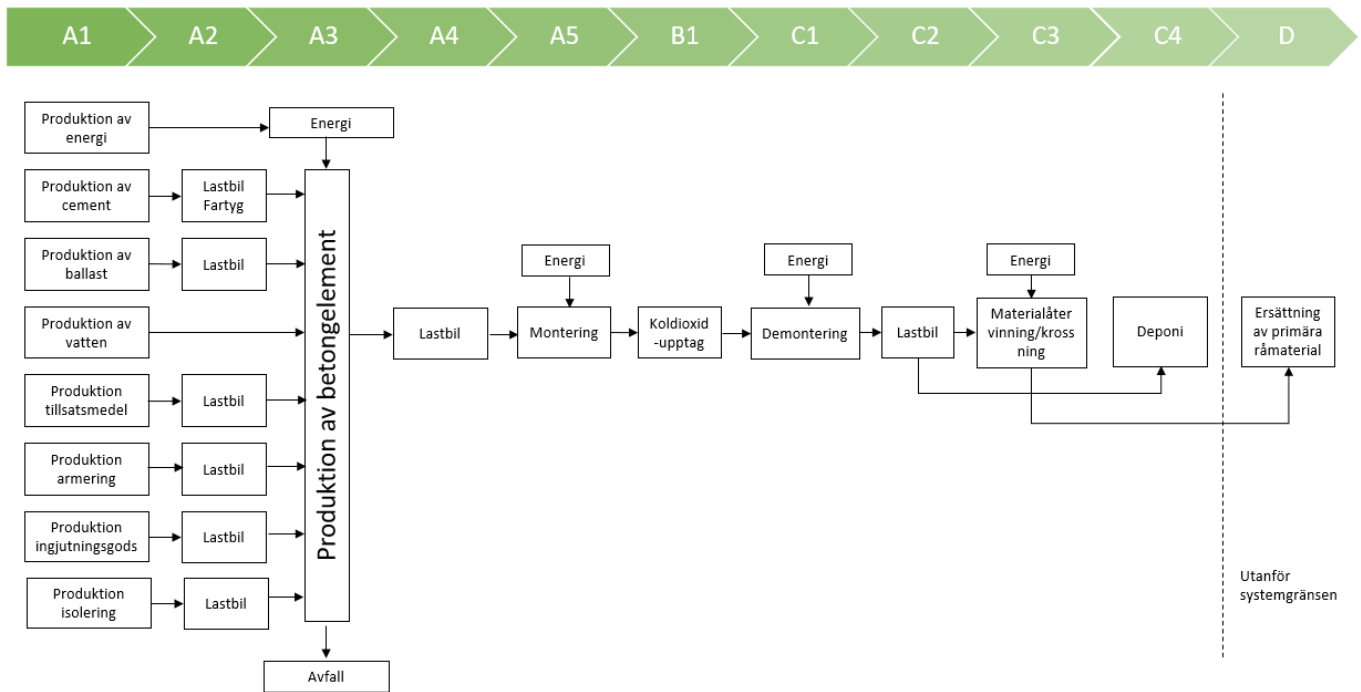 A1
A2
A3
A4
A5
B1
C1
C2
C3
C4
D
Produktion av
energi
Energi
Produktion av
cement
Lastbil
Fartyg
Produktion av
ballast
Lastbil
Produktion av
vatten
Produktion
tillsatsmedel
Lastbil
Produktion
armering
Lastbil
Produktion
ingjutningsgods
Lastbil
Produktion
isolering
Lastbil
Produktion av betongelement
Avfall
Lastbil
Energi
Montering
Koldioxid
-upptag
Energi
Demontering
Lastbil
Energi
Materialåter
vinning/kross
ning
Deponi
Ersättning
av primära
råmaterial
Utanför
systemgränsen